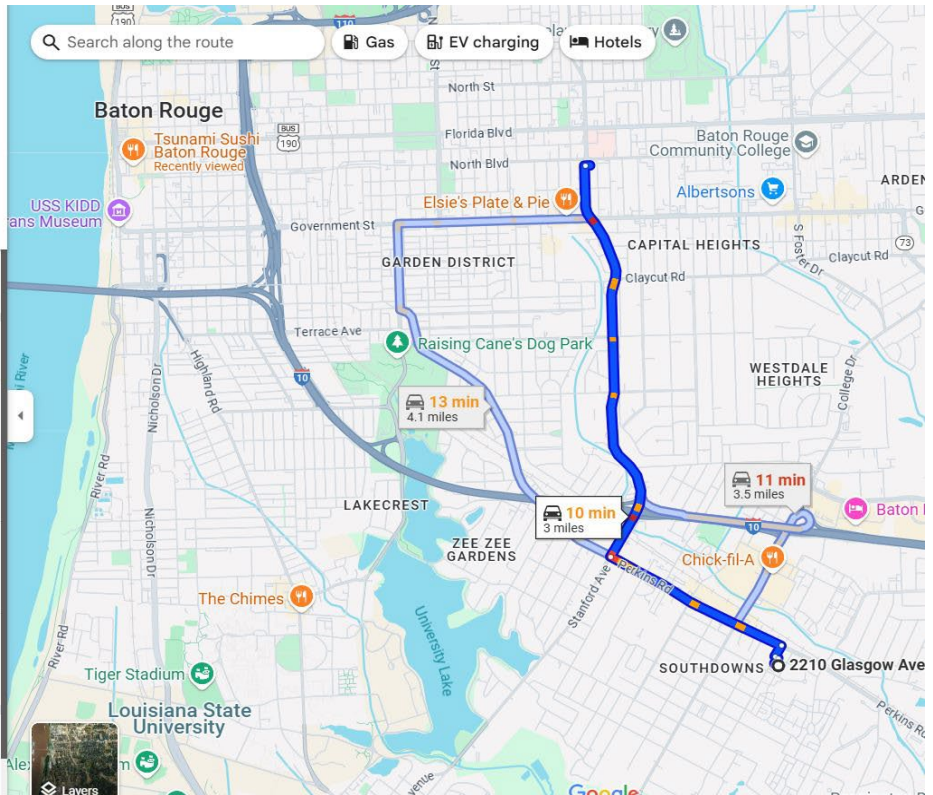 190
110
Search along the route
Gas
EV charging
Hotels
North St
Baton Rouge
BUS
190
Florida Blvd
Baton Rouge
Community College
Tsunami Sushi
Baton Rouge
Recently viewed
North Blvd
Albertsons
ARDEN
Elsie's Plate & Pie
USS KIDD
ans Museum
Government St
S Foster Dr
CAPITAL HEIGHTS
73
GARDEN DISTRICT
Claycut Rd
Claycut Rd
Terrace Ave
Raising Cane's Dog Park
Highland Rd
Nicholson Dr
10
WESTDALE
HEIGHTS
College Dr
13 min
4.1 miles
River Rd
11 min
3.5 miles
LAKECREST
10 min
3 miles
10
Baton
Nicholson Dr
ZEE ZEE
GARDENS
Chick-fil-A
Perkins Rd
Stanford Ave
The Chimes
University Lake
River Rd
SOUTHDOWNS
2210 Glasgow Ave
Tiger Stadium
Perkins Rd
Louisiana State
University
Layers
Google